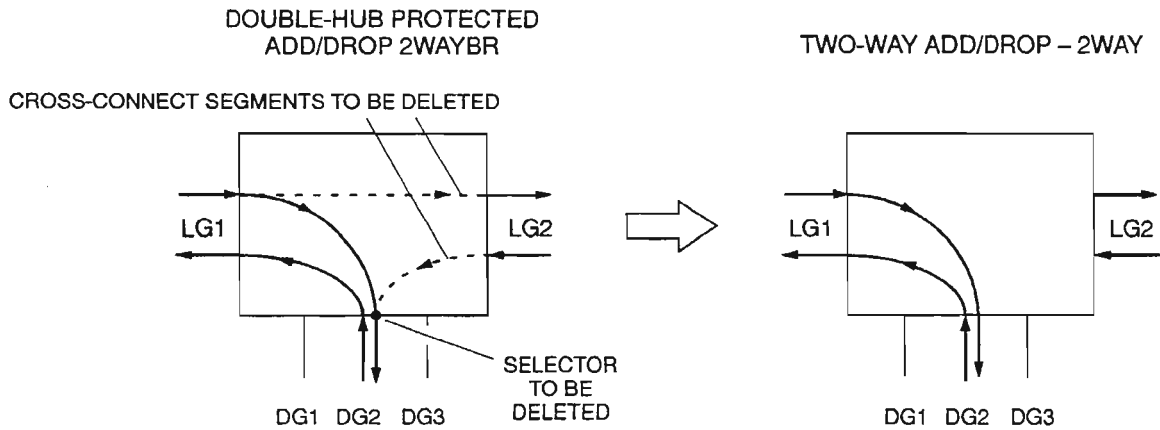 DOUBLE-HUB PROTECTED
ADD/DROP 2WAYBR
TWO-WAY ADD/DROP – 2WAY
CROSS-CONNECT SEGMENTS TO BE DELETED
LG1
LG2
LG1
LG2
SELECTOR
TO BE
DELETED
DG1 DG2 DG3
DG1 DG2 DG3